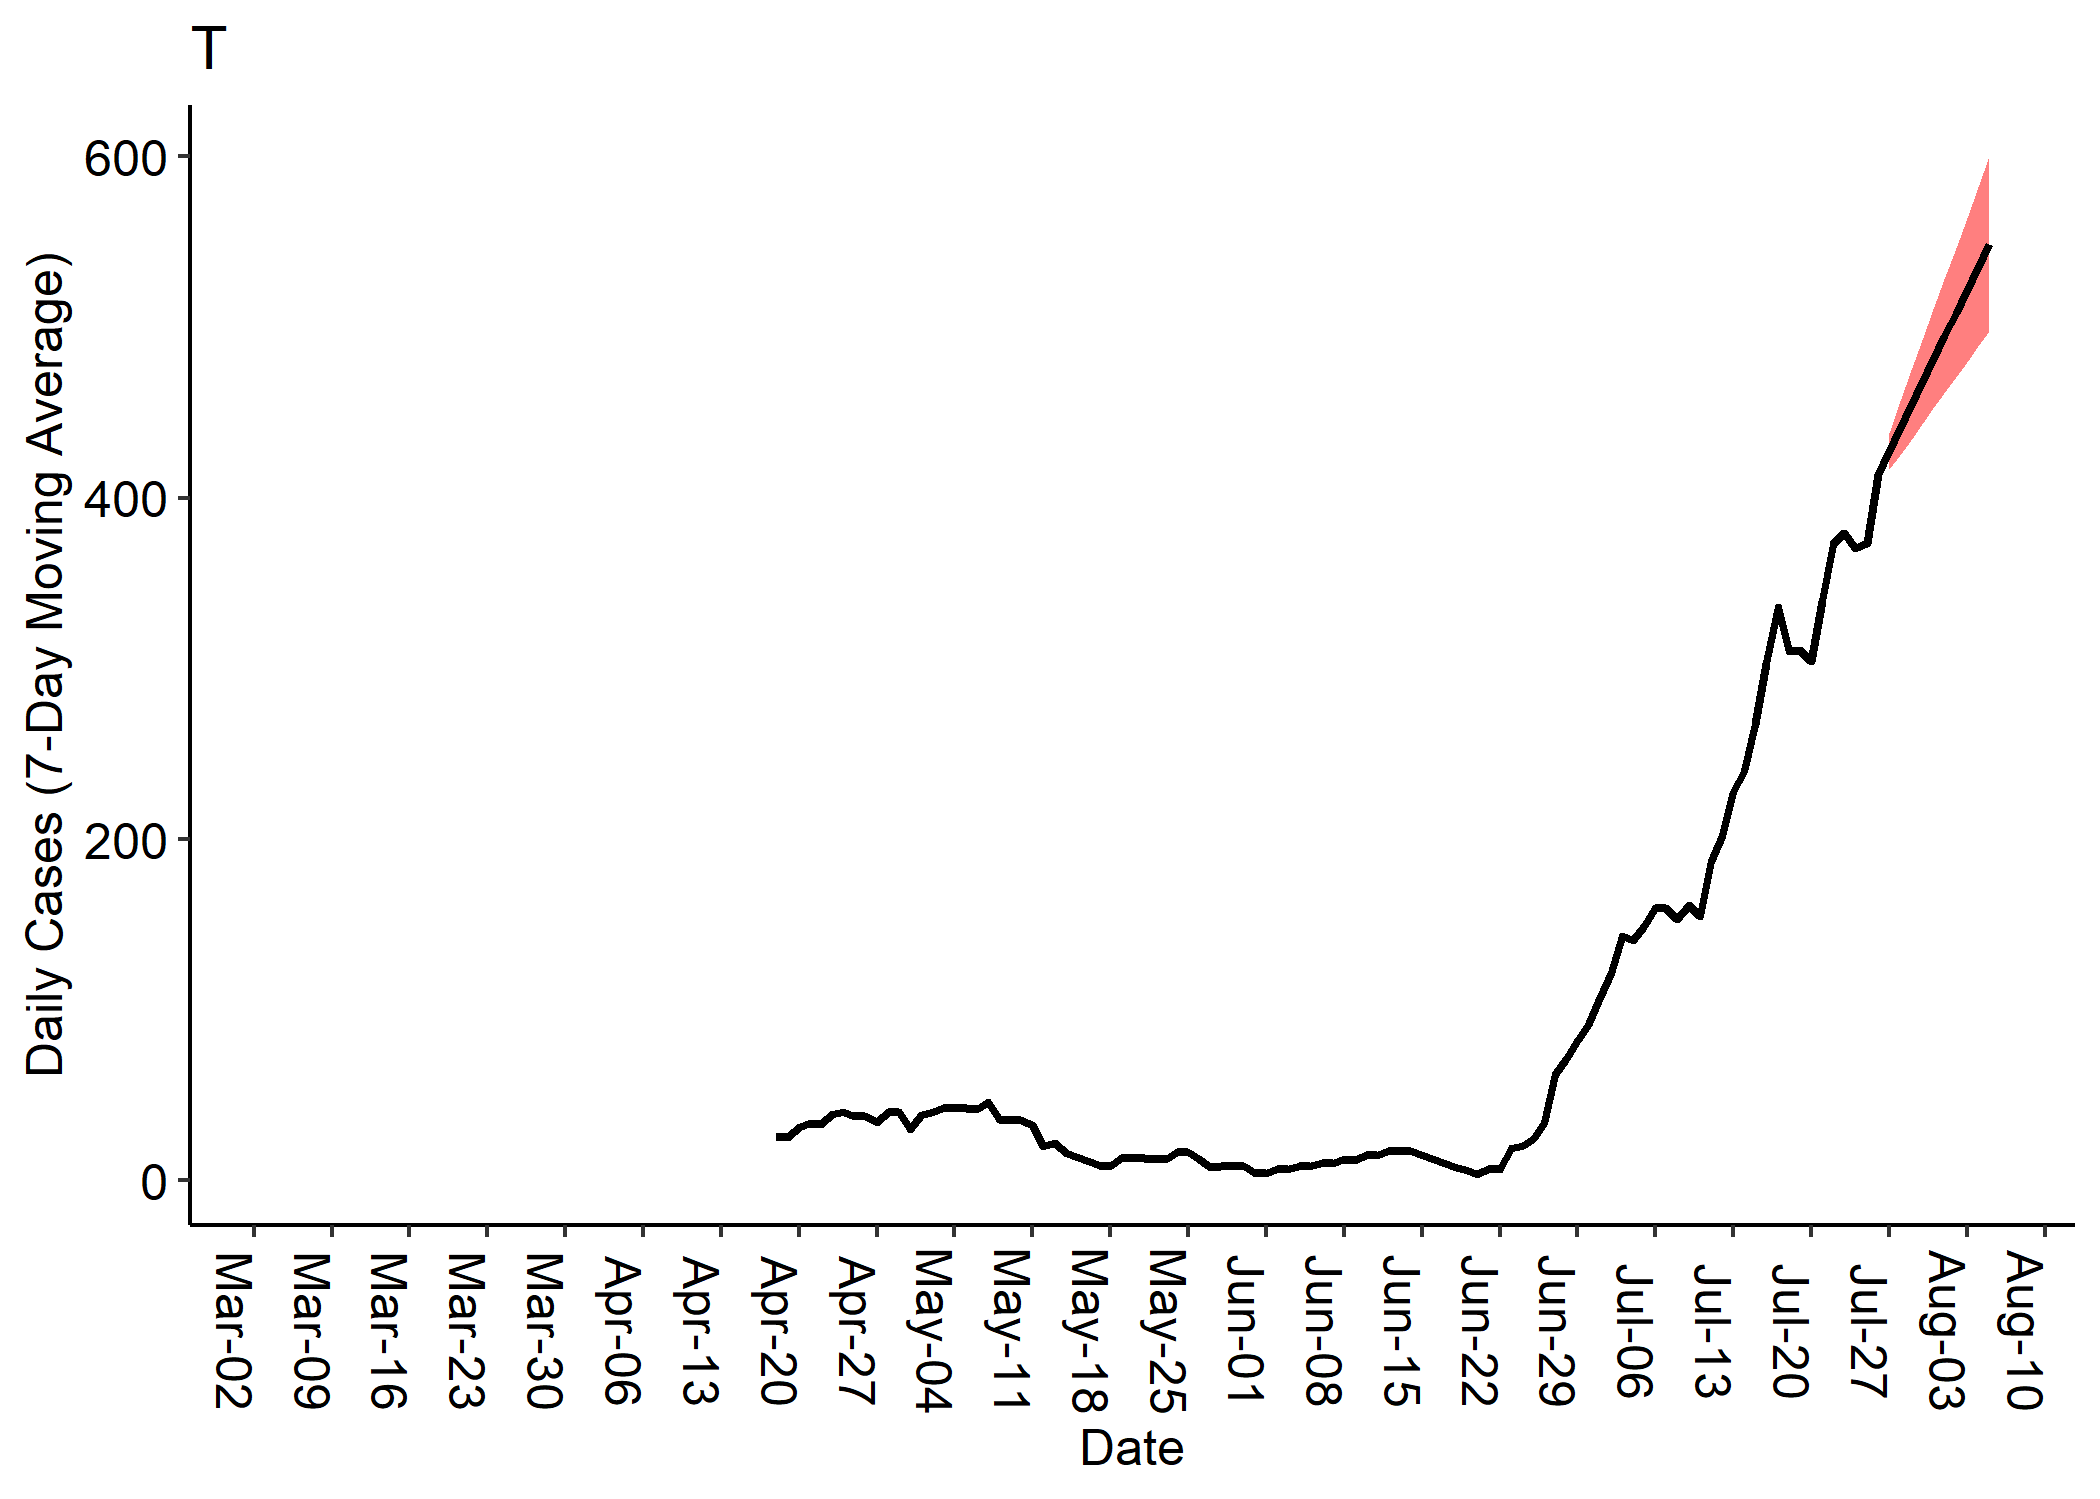 T
Daily Cases (7-Day Moving Average)
600
400
200
0
Mar-02
Mar-09
Mar-16
Mar-23
Mar-30
Apr-06
Apr-13
Apr-20
Apr-27
May-04
May-11
May-18
May-25
Jun-01
Jun-08
Jun-15
Jun-22
Jun-29
Jul-06
Jul-13
Jul-20
Jul-27
Aug-03
Aug-10
Date